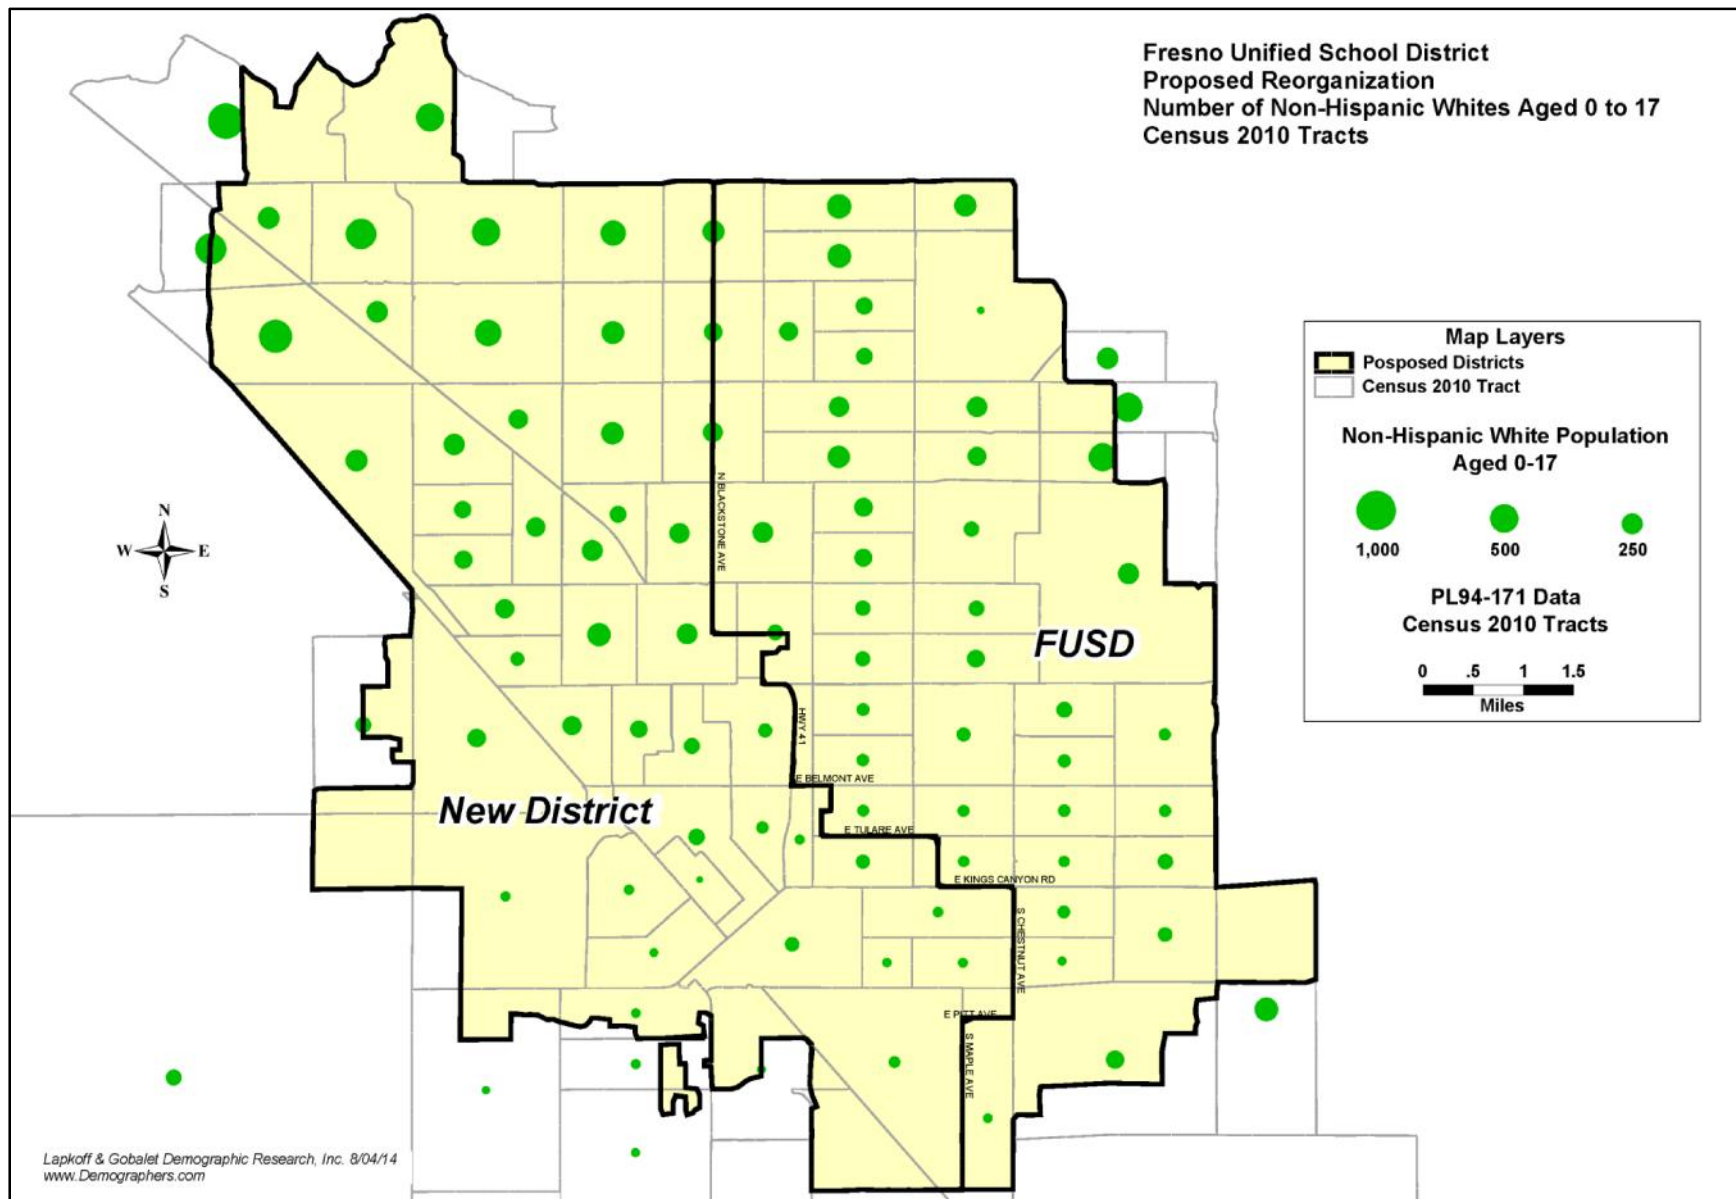 Fresno Unified School District
Proposed Reorganization
Number of Non-Hispanic Whites Aged 0 to 17
Census 2010 Tracts
Map Layers
Posposed Districts
Census 2010 Tract
Non-Hispanic White Population
Aged 0-17
1,000 500 250
PL94-171 Data
Census 2010 Tracts
0 .5 1 1.5
Miles
N
W E
S
N BLACKSTONE AVE
FUSD
HWY 41
E BELMONT AVE
New District
E TULARE AVE
E KINGS CANYON RD
S CHESTNUT AVE
E PITT AVE
S MAPLE AVE
Lapkoff & Gobalet Demographic Research, Inc. 8/04/14
www.Demographers.com